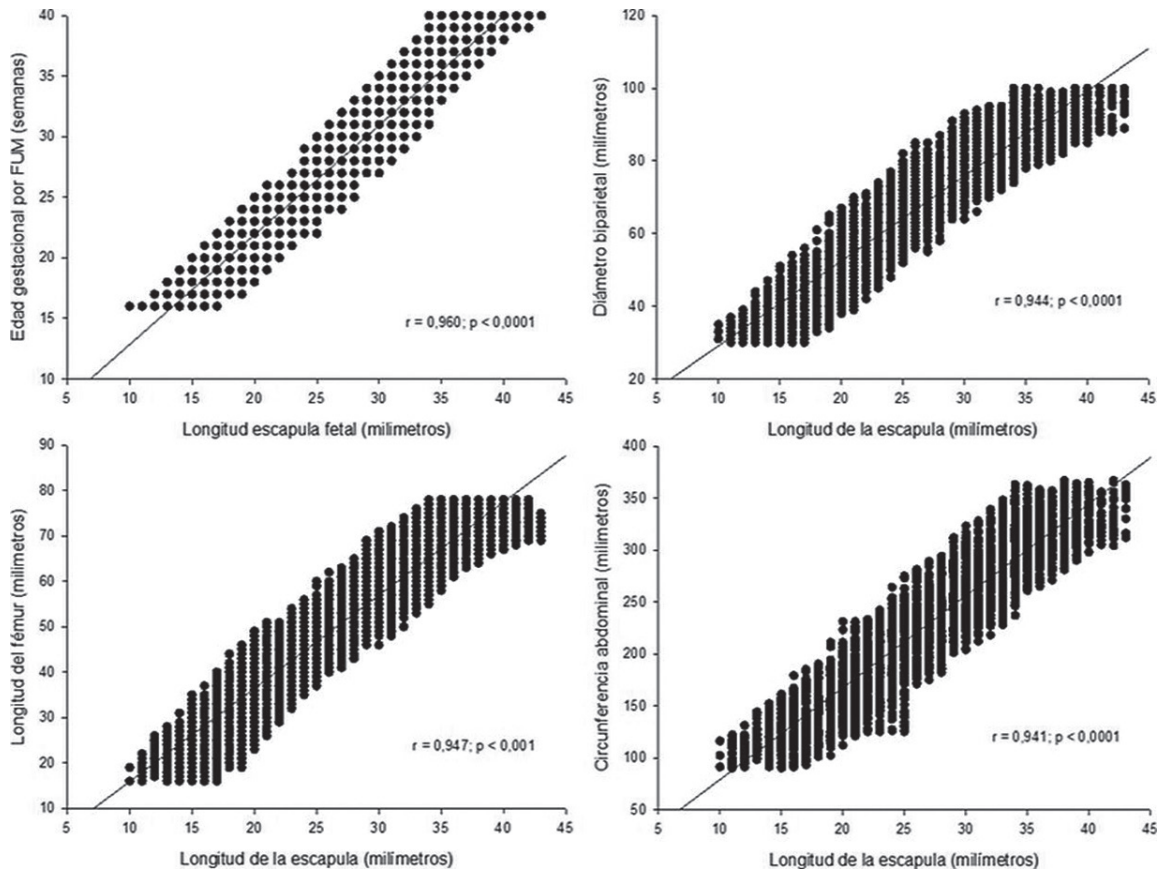 40
35
30
25
20
15
10
Edad gestacional por FUM (semanas)
r = 0,960; p < 0,0001
5 10 15 20 25 30 35 40 45
Longitud escapula fetal (milimetros)
120
100
80
60
40
20
Diámetro biparietal (milímetros)
r = 0,944; p < 0,0001
5 10 15 20 25 30 35 40 45
Longitud de la escapula (milímetros)
90
80
70
60
50
40
30
20
10
Longitud del fémur (milimetros)
r = 0,947; p < 0,001
5 10 15 20 25 30 35 40 45
Longitud de la escapula (milímetros)
400
350
300
250
200
150
100
50
Circunferencia abdominal (milimetros)
r = 0,941; p < 0,0001
5 10 15 20 25 30 35 40 45
Longitud de la escapula (milímetros)